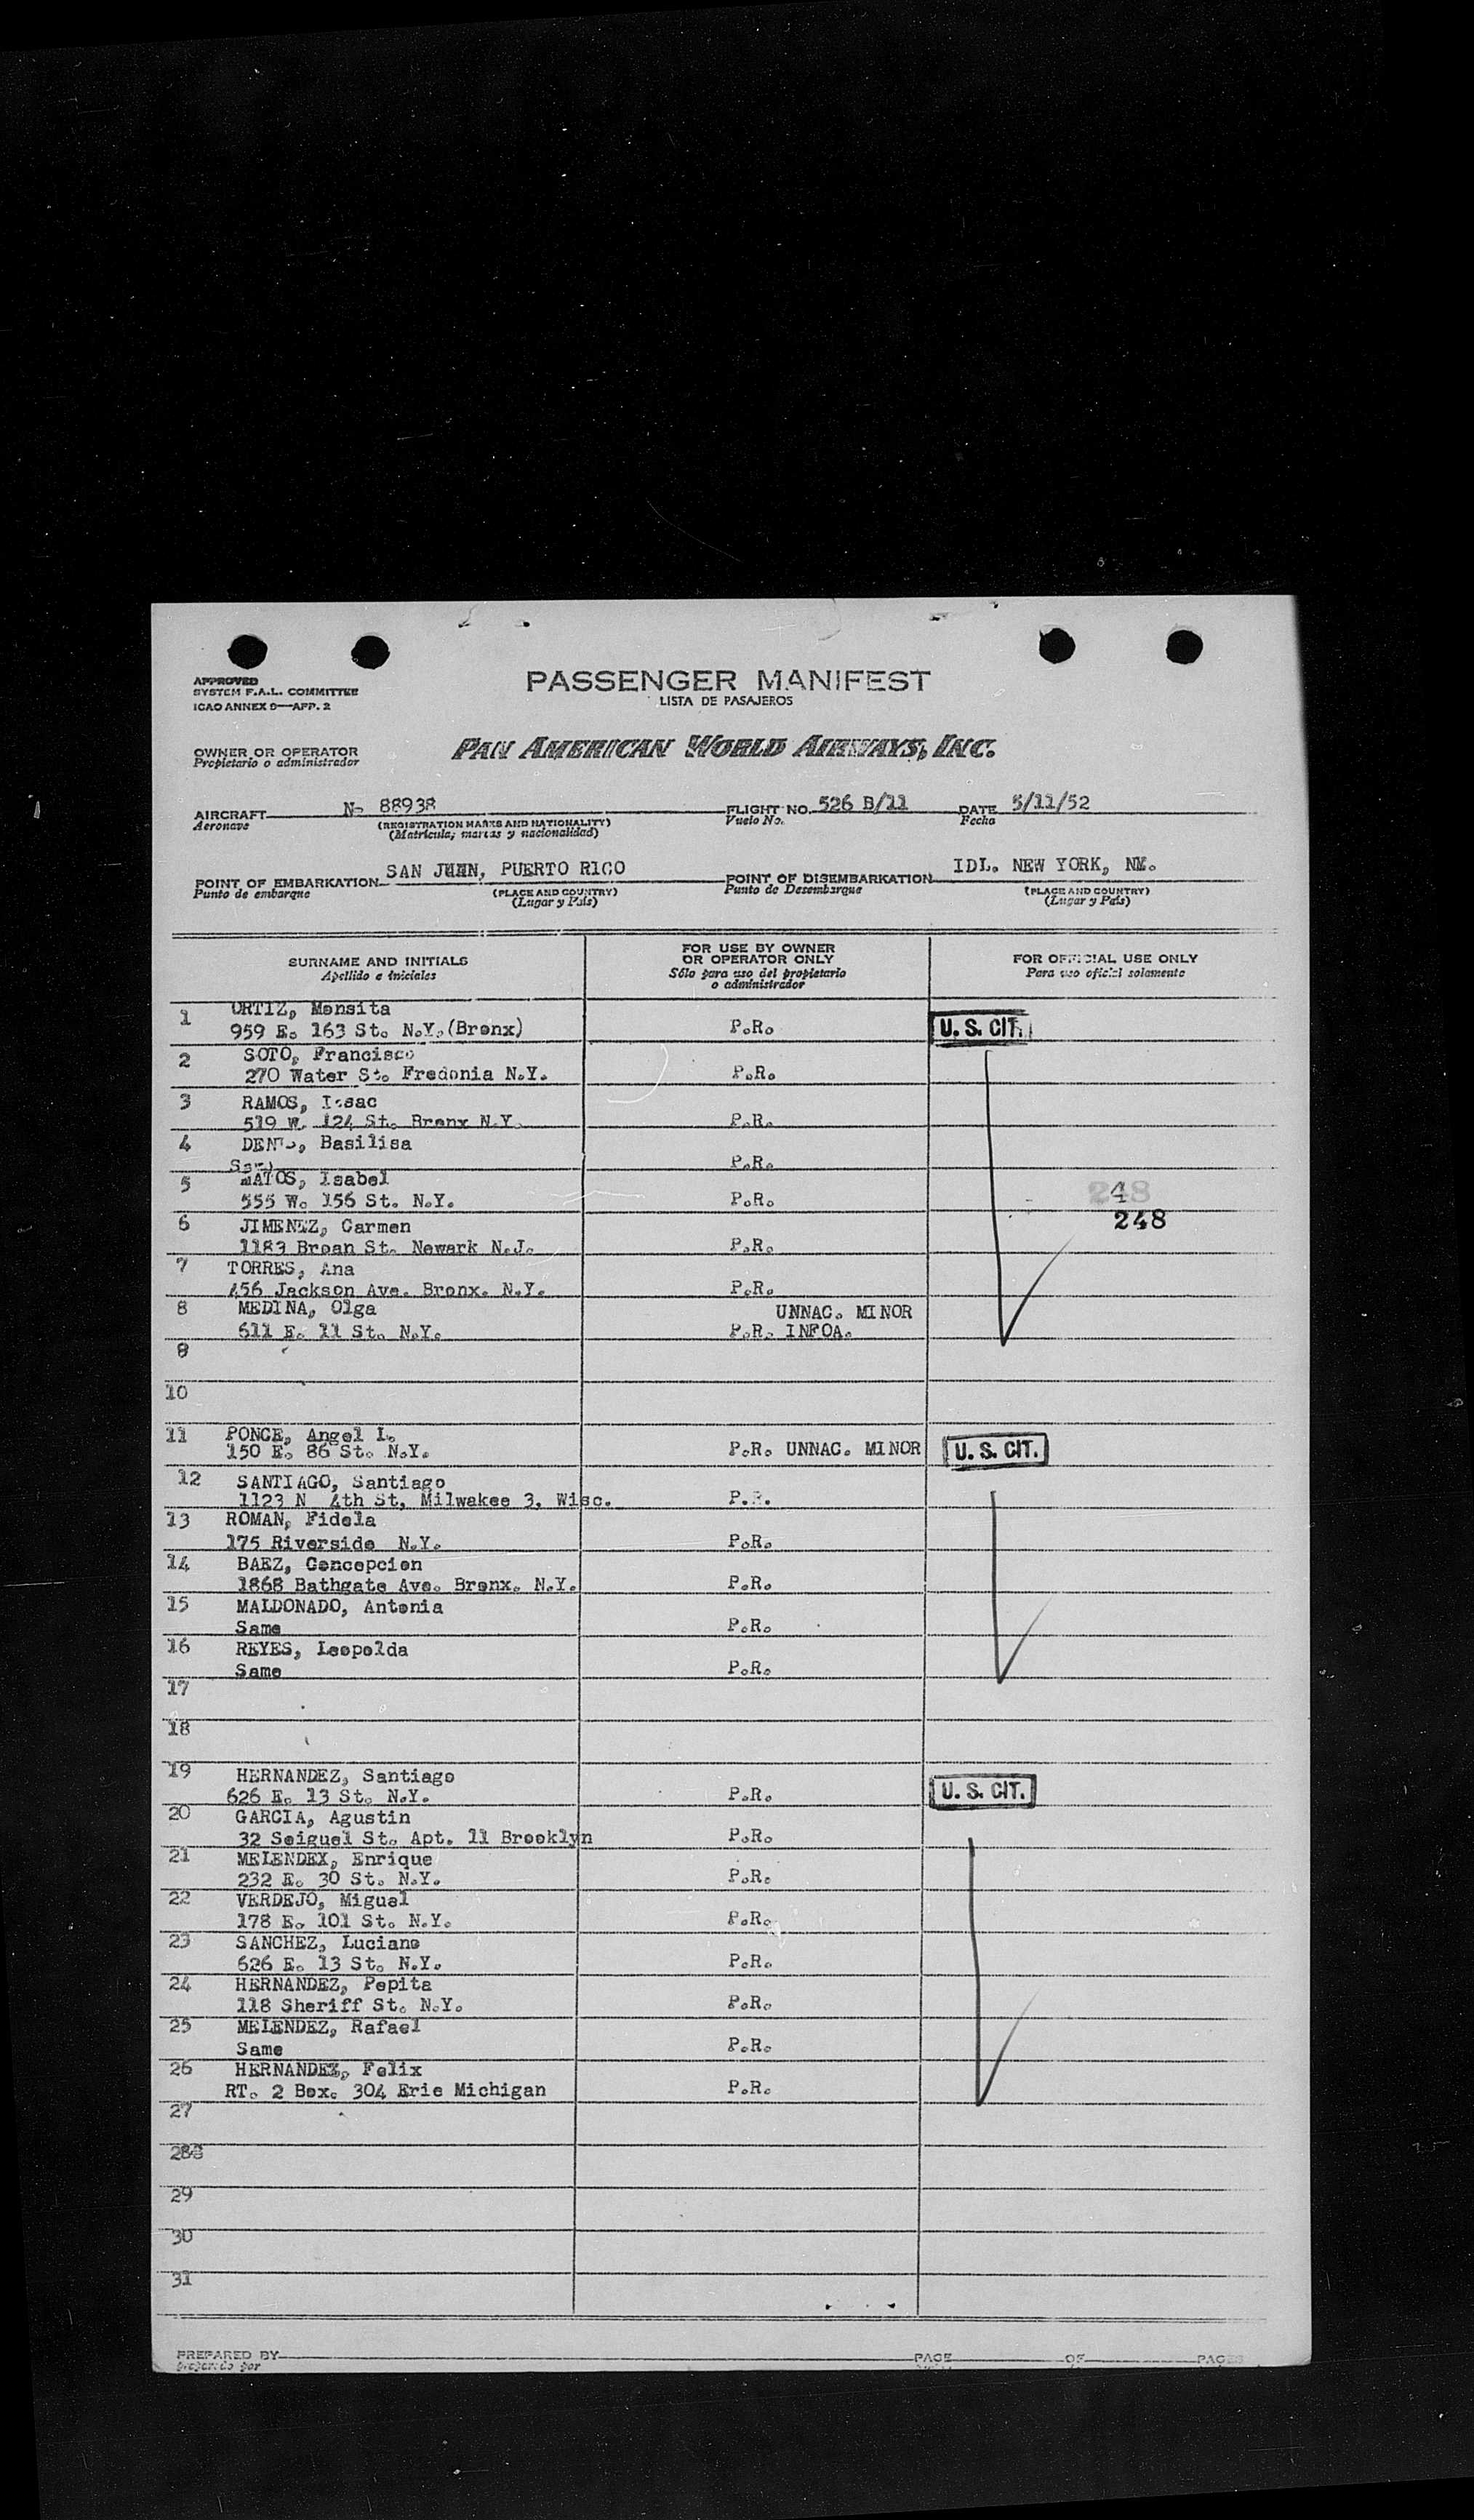 APPROVED
SYSTEM F.A.L. COMMITTEE
ICAO ANNEX 9—APP. 2
PASSENGER MANIFEST
LISTA DE PASAJEROS
OWNER OR OPERATOR
Propietario o administrador
PAN AMERICAN WORLD AIRWAYS, INC.
AIRCRAFT N- 88938 FLIGHT NO. 526 B/11 DATE 5/11/52
Aeronave (REGISTRATION MARKS AND NATIONALITY) Vuelo No. Fecha
(Matricula; marcas y nacionalidad)
POINT OF EMBARKATION SAN JUAN, PUERTO RICO POINT OF DISEMBARKATION IDL. NEW YORK, NY.
Punto de embarque (PLACE AND COUNTRY) Punto de Desembarque (PLACE AND COUNTRY)
(Lugar y País) (Lugar y País)
SURNAME AND INITIALS FOR USE BY OWNER OR OPERATOR ONLY FOR OFFICIAL USE ONLY
Apellido e iniciales Sólo para uso del propietario o administrador Para uso oficial solamente
1 ORTIZ, Monsita
959 E. 163 St. N.Y. (Bronx) P.R. U. S. CIT.
2 SOTO, Francisco
270 Water St. Fredonia N.Y. P.R.
3 RAMOS, Issac
519 W. 124 St. Bronx N.Y. P.R.
4 Basilisa
P.R.
5 MATOS, Isabel
555 W. 156 St. N.Y. P.R. 248
6 JIMENEZ, Carmen 248
1183 Broan St. Newark N.J. P.R.
7 TORRES, Ana
456 Jackson Ave. Bronx. N.Y. P.R.
8 MEDINA, Olga UNNAC. MINOR
611 E. 11 St. N.Y. P.R. INFOA.
9
10
11 PONCE, Angel L.
150 E. 86 St. N.Y. P.R. UNNAC. MINOR U. S. CIT.
12 SANTIAGO, Santiago
1123 N 4th St, Milwakee 3, Wisc. P.R.
13 ROMAN, Fidela
175 Riverside N.Y. P.R.
14 BAEZ, Concepcion
1868 Bathgate Ave. Bronx. N.Y. P.R.
15 MALDONADO, Antonia
Same P.R.
16 REYES, Leopolda
Same P.R.
17
18
19 HERNANDEZ, Santiago
626 E. 13 St. N.Y. P.R. U. S. CIT.
20 GARCIA, Agustin
32 Seiguel St. Apt. 11 Brooklyn P.R.
21 MELENDEX, Enrique
232 E. 30 St. N.Y. P.R.
22 VERDEJO, Miguel
178 E. 101 St. N.Y. P.R.
23 SANCHEZ, Luciano
626 E. 13 St. N.Y. P.R.
24 HERNANDEZ, Pepita
118 Sheriff St. N.Y. P.R.
25 MELENDEZ, Rafael
Same P.R.
26 HERNANDEZ, Felix
RT. 2 Box. 304 Erie Michigan P.R.
27
28
29
30
31
PREPARED BY PAGE OF PAGES
Preparado por